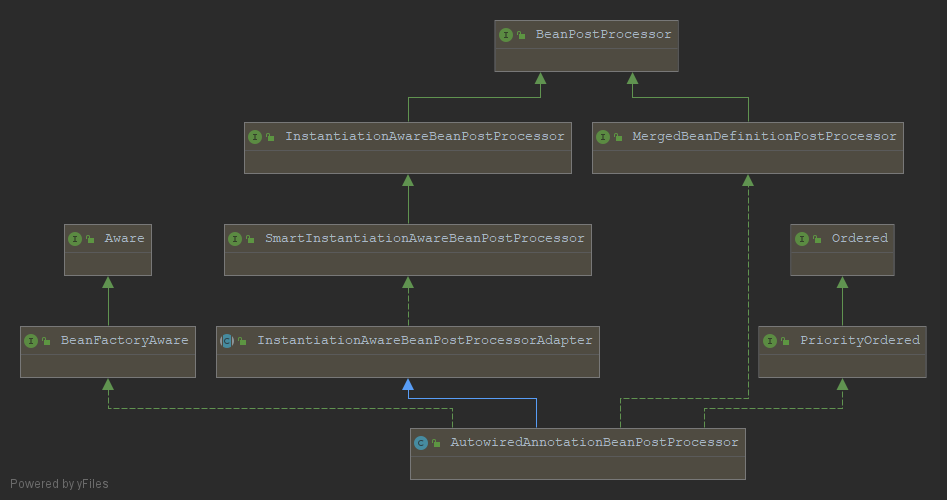 BeanPostProcessor
InstantiationAwareBeanPostProcessor
MergedBeanDefinitionPostProcessor
Aware
SmartInstantiationAwareBeanPostProcessor
Ordered
BeanFactoryAware
InstantiationAwareBeanPostProcessorAdapter
PriorityOrdered
AutowiredAnnotationBeanPostProcessor
Powered by yFiles